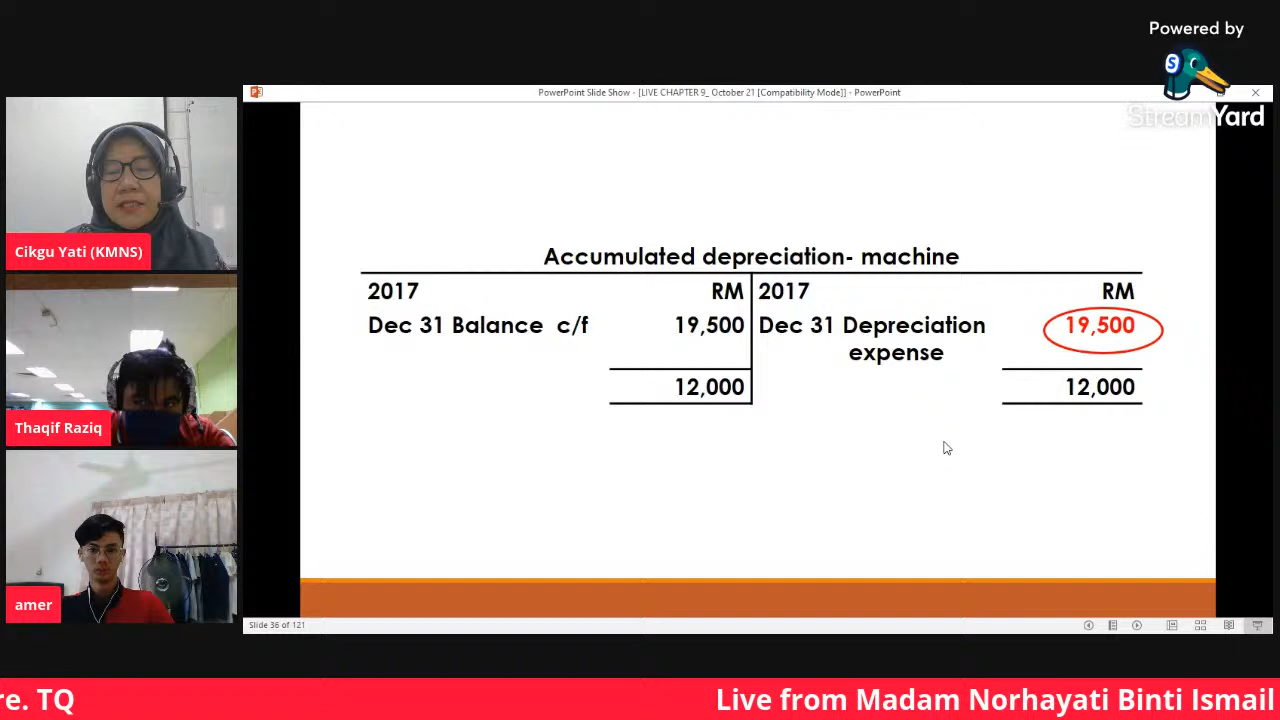 Powered by
StreamYard
PowerPoint Slide Show - [LIVE CHAPTER 9_ October 21 [Compatibility Mode]] - PowerPoint
Cikgu Yati (KMNS)
Thaqif Raziq
amer
Accumulated depreciation- machine
2017 RM 2017 RM
Dec 31 Balance c/f 19,500 Dec 31 Depreciation 19,500
expense
12,000 12,000
Slide 36 of 121
re. TQ Live from Madam Norhayati Binti Ismail